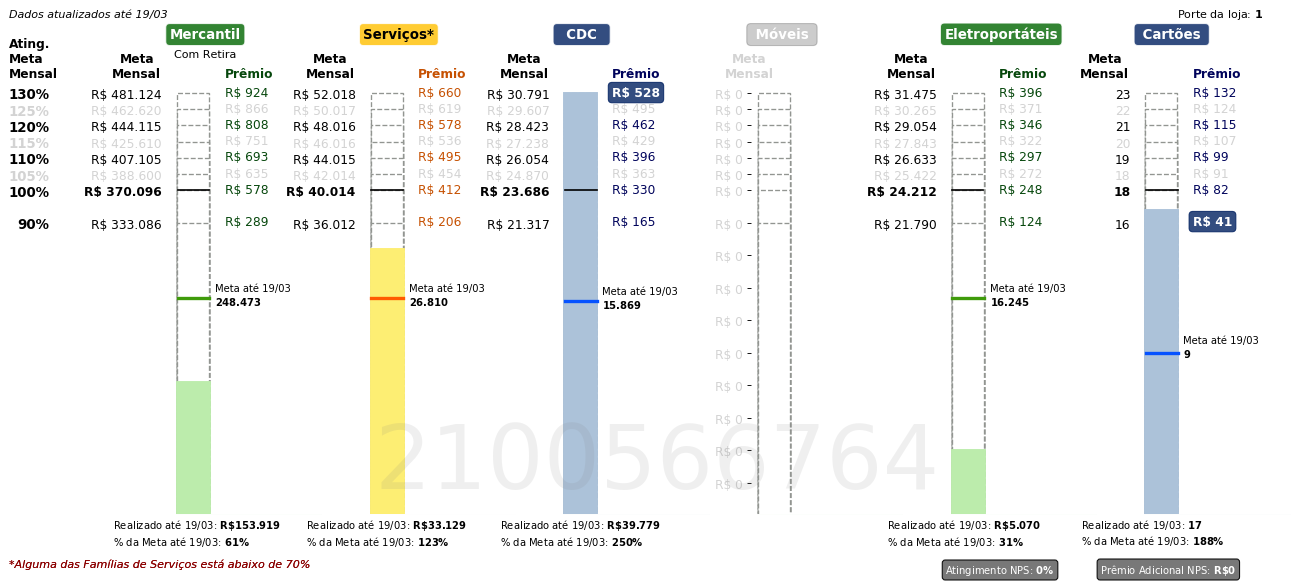 Dados atualizados até 19/03
Porte da loja: 1
Mercantil Serviços* CDC Móveis Eletroportáteis Cartões
Com Retira
Ating. Meta Mensal
Meta Mensal Prêmio Meta Mensal Prêmio Meta Mensal Prêmio Meta Mensal Meta Mensal Prêmio Meta Mensal Prêmio
130% R$ 481.124 R$ 924 R$ 52.018 R$ 660 R$ 30.791 R$ 528 R$ 0 R$ 31.475 R$ 396 23 R$ 132
125% R$ 462.620 R$ 866 R$ 50.017 R$ 619 R$ 29.607 R$ 495 R$ 0 R$ 30.265 R$ 371 22 R$ 124
120% R$ 444.115 R$ 808 R$ 48.016 R$ 578 R$ 28.423 R$ 462 R$ 0 R$ 29.054 R$ 346 21 R$ 115
115% R$ 425.610 R$ 751 R$ 46.016 R$ 536 R$ 27.238 R$ 429 R$ 0 R$ 27.843 R$ 322 20 R$ 107
110% R$ 407.105 R$ 693 R$ 44.015 R$ 495 R$ 26.054 R$ 396 R$ 0 R$ 26.633 R$ 297 19 R$ 99
105% R$ 388.600 R$ 635 R$ 42.014 R$ 454 R$ 24.870 R$ 363 R$ 0 R$ 25.422 R$ 272 18 R$ 91
100% R$ 370.096 R$ 578 R$ 40.014 R$ 412 R$ 23.686 R$ 330 R$ 0 R$ 24.212 R$ 248 18 R$ 82
90% R$ 333.086 R$ 289 R$ 36.012 R$ 206 R$ 21.317 R$ 165 R$ 0 R$ 21.790 R$ 124 16 R$ 41
R$ 0
R$ 0
R$ 0
R$ 0
R$ 0
R$ 0
R$ 0
R$ 0
Meta até 19/03
248.473
Meta até 19/03
26.810
Meta até 19/03
15.869
Meta até 19/03
16.245
Meta até 19/03
9
2100566764
Realizado até 19/03: R$153.919
% da Meta até 19/03: 61%
Realizado até 19/03: R$33.129
% da Meta até 19/03: 123%
Realizado até 19/03: R$39.779
% da Meta até 19/03: 250%
Realizado até 19/03: R$5.070
% da Meta até 19/03: 31%
Realizado até 19/03: 17
% da Meta até 19/03: 188%
*Alguma das Famílias de Serviços está abaixo de 70%
Atingimento NPS: 0%
Prêmio Adicional NPS: R$0